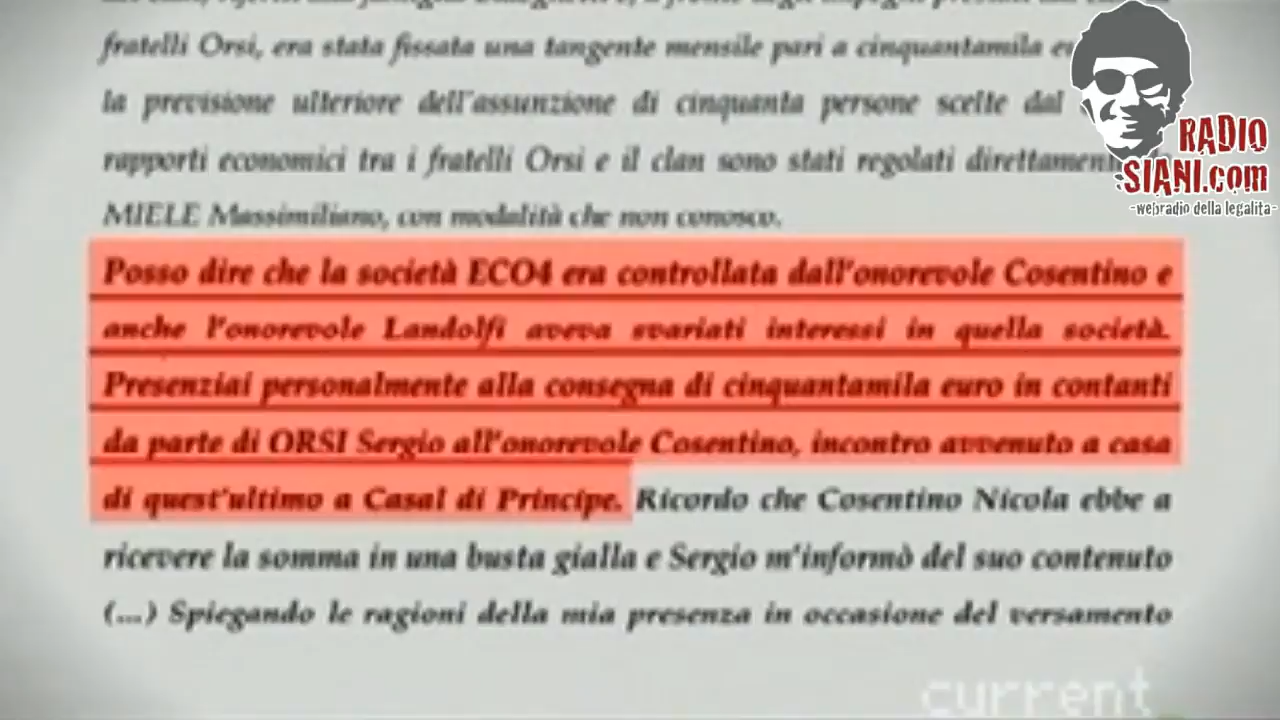 fratelli Orsi, era stata fissata una tangente mensile pari a cinquantamila
la previsione ulteriore dell'assunzione di cinquanta persone scelte dal
rapporti economici tra i fratelli Orsi e il clan sono stati regolati
MIELE Massimiliano, con modalità che non conosco.
Posso dire che la società ECO4 era controllata dall'onorevole Cosentino e
anche l'onorevole Landolfi aveva svariati interessi in quella società.
Presenziai personalmente alla consegna di cinquantamila euro in contanti
da parte di ORSI Sergio all'onorevole Cosentino, incontro avvenuto a casa
di quest'ultimo a Casal di Principe. Ricordo che Cosentino Nicola ebbe a
ricevere la somma in una busta gialla e Sergio m'informò del suo contenuto
(...) Spiegando le ragioni della mia presenza in occasione del versamento
RADIO
SIANI.com
-webradio della legalita-
current